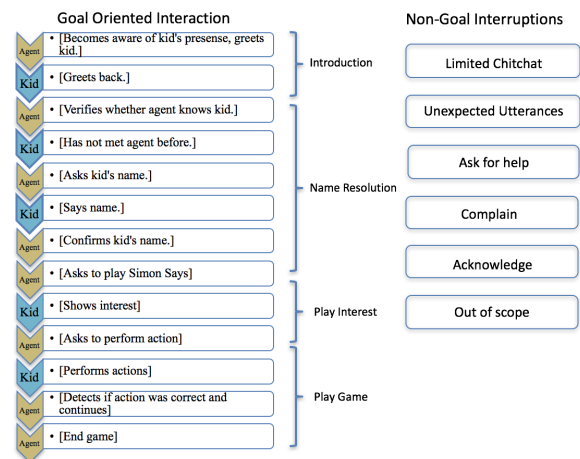 Goal Oriented Interaction
Agent
• [Becomes aware of kid's presense, greets
kid.]
Kid
• [Greets back.]
Agent
• [Verifies whether agent knows kid.]
Kid
• [Has not met agent before.]
Agent
• [Asks kid's name.]
Kid
• [Says name.]
Agent
• [Confirms kid's name.]
Agent
• [Asks to play Simon Says]
Kid
• [Shows interest]
Agent
• [Asks to perform action]
Kid
• [Performs actions]
Agent
• [Detects if action was correct and
continues]
Agent
• [End game]
Introduction
Name Resolution
Play Interest
Play Game
Non-Goal Interruptions
Limited Chitchat
Unexpected Utterances
Ask for help
Complain
Acknowledge
Out of scope